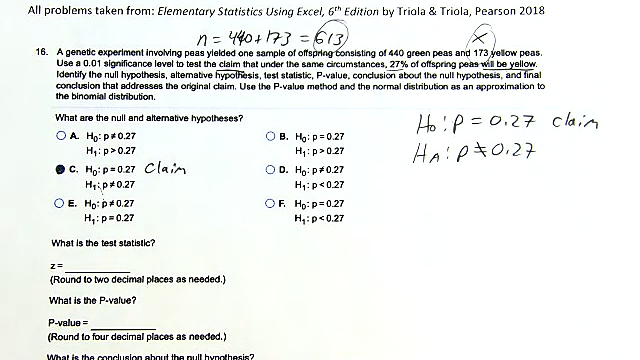 All problems taken from: Elementary Statistics Using Excel, 6th Edition by Triola & Triola, Pearson 2018
n = 440+173 = 613 X
16. A genetic experiment involving peas yielded one sample of offspring consisting of 440 green peas and 173 yellow peas.
Use a 0.01 significance level to test the claim that under the same circumstances, 27% of offspring peas will be yellow.
Identify the null hypothesis, alternative hypothesis, test statistic, P-value, conclusion about the null hypothesis, and final
conclusion that addresses the original claim. Use the P-value method and the normal distribution as an approximation to
the binomial distribution.
What are the null and alternative hypotheses?
A. H0: p≠0.27
H1: p>0.27
B. H0: p=0.27
H1: p>0.27
C. H0: p=0.27 Claim
H1: p≠0.27
D. H0: p≠0.27
H1: p<0.27
E. H0: p≠0.27
H1: p=0.27
F. H0: p=0.27
H1: p<0.27
H0: p = 0.27 claim
HA: p ≠ 0.27
What is the test statistic?
z = ________
(Round to two decimal places as needed.)
What is the P-value?
P-value = ________
(Round to four decimal places as needed.)
What is the conclusion about the null hypothesis?